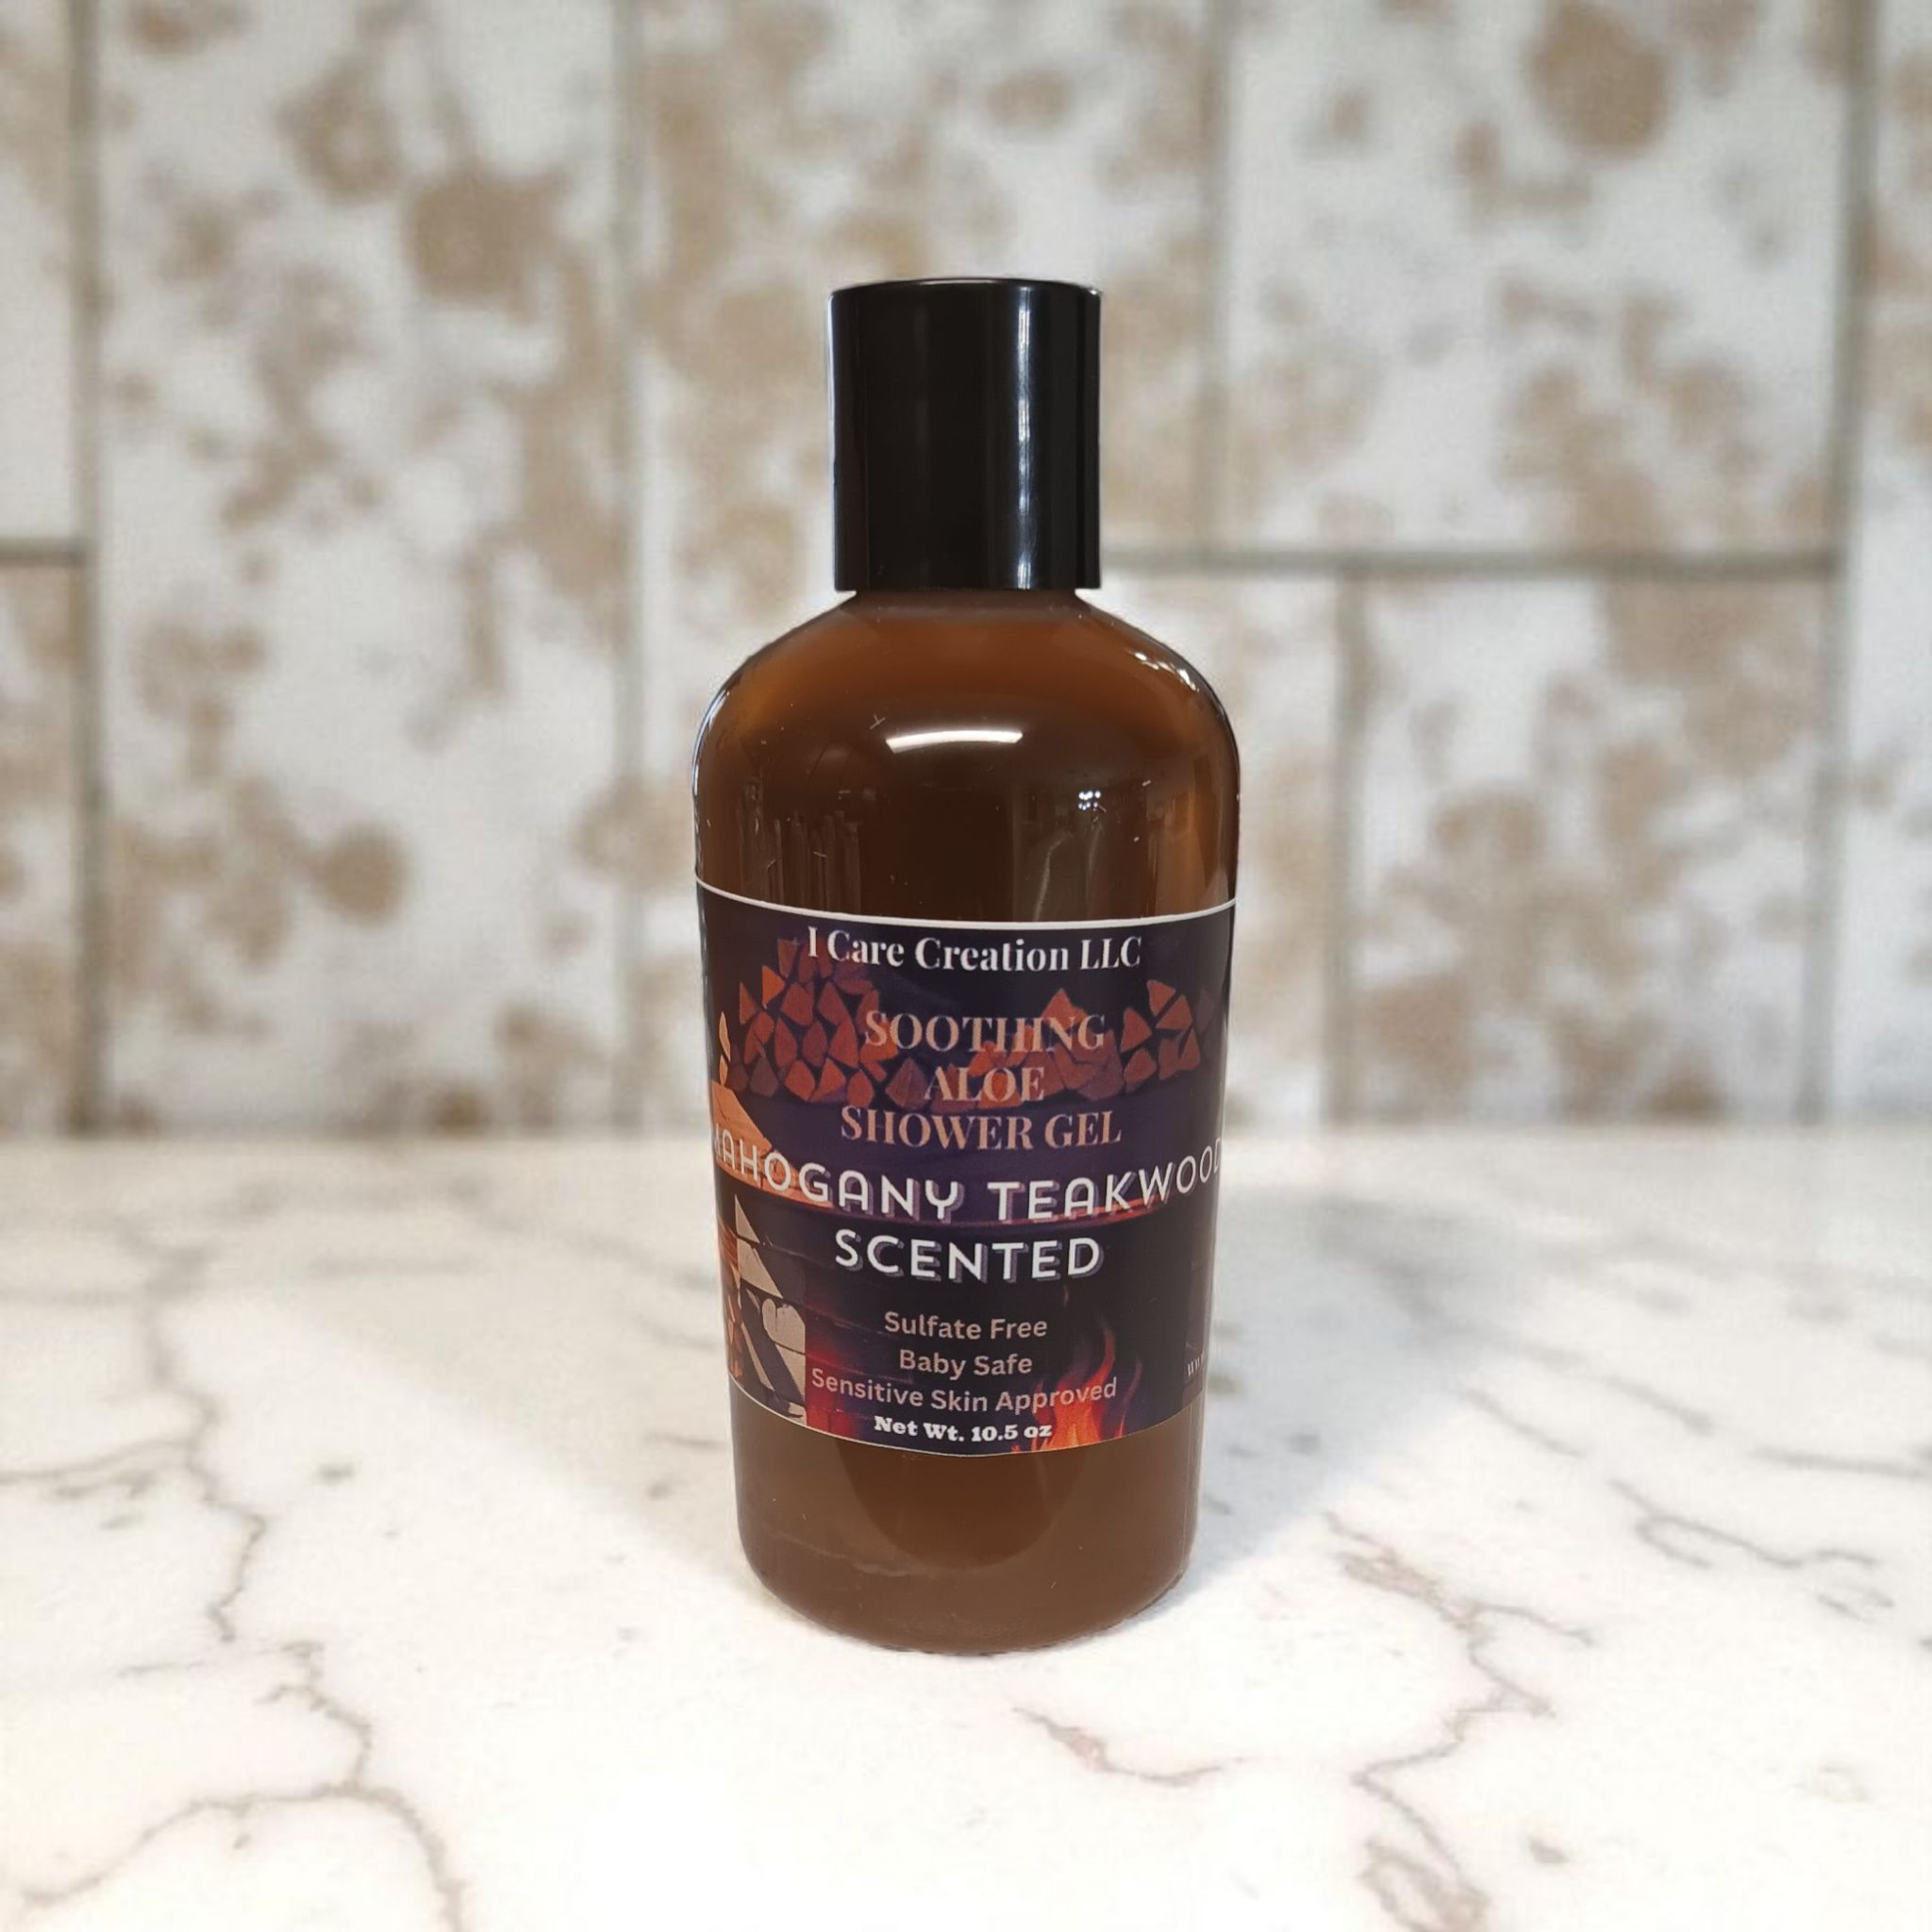 I Care Creation LLC
SOOTHING
ALOE
SHOWER GEL
MAHOGANY TEAKWOOD
SCENTED
Sulfate Free
Baby Safe
Sensitive Skin Approved
Net Wt. 10.5 oz